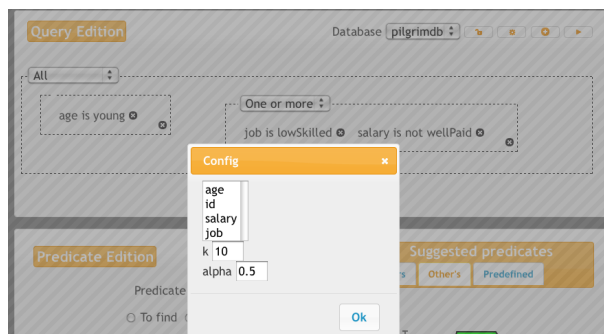 Query Edition
Database pilgrimdb
All
One or more
age is young
job is lowSkilled salary is not wellPaid
Config
age
id
salary
job
k 10
alpha 0.5
Ok
Predicate Edition
Suggested predicates
Other's Predefined
Predicate
To find